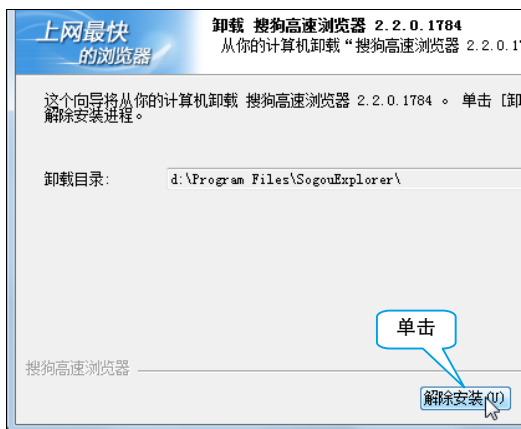 上网最快
的浏览器
卸载 搜狗高速浏览器 2.2.0.1784
从你的计算机卸载“搜狗高速浏览器 2.2.0.1
这个向导将从你的计算机卸载 搜狗高速浏览器 2.2.0.1784 。 单击 [卸
解除安装进程。
卸载目录:
d:\Program Files\SogouExplorer\
单击
搜狗高速浏览器
解除安装(U)